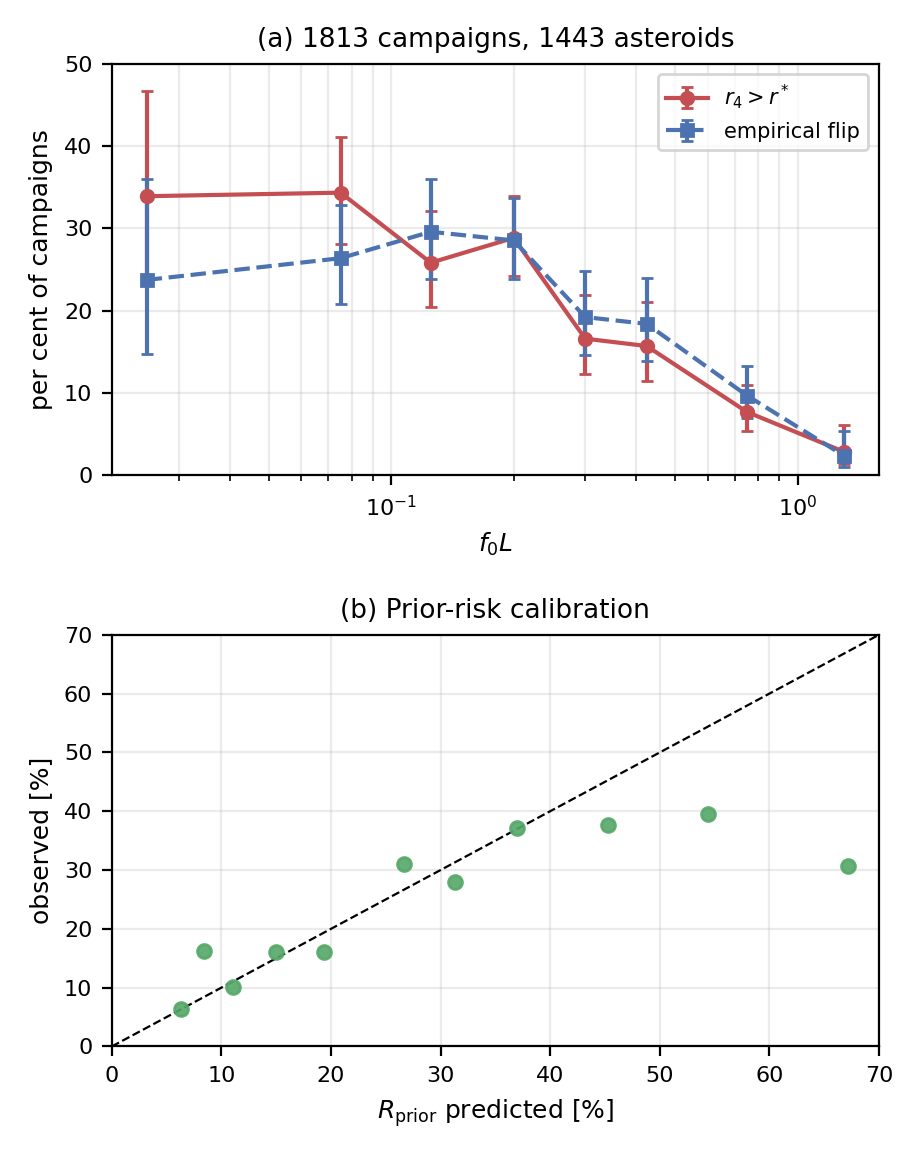 (a) 1813 campaigns, 1443 asteroids
per cent of campaigns
50
40
30
20
10
0
r₄ > r*
empirical flip
10⁻¹
10⁰
f₀L
(b) Prior-risk calibration
observed [%]
70
60
50
40
30
20
10
0
0 10 20 30 40 50 60 70
R_prior predicted [%]